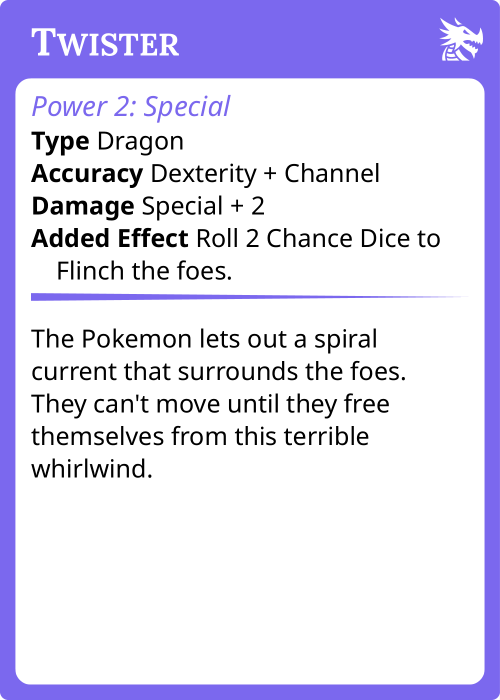 Twister
Power 2: Special
Type Dragon
Accuracy Dexterity + Channel
Damage Special + 2
Added Effect Roll 2 Chance Dice to
Flinch the foes.
The Pokemon lets out a spiral
current that surrounds the foes.
They can't move until they free
themselves from this terrible
whirlwind.